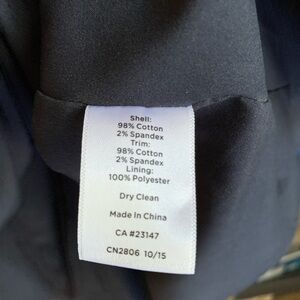 Shell:
98% Cotton
2% Spandex
Trim:
98% Cotton
2% Spandex
Lining:
100% Polyester
Dry Clean
Made In China
CA #23147
CN2806 10/15